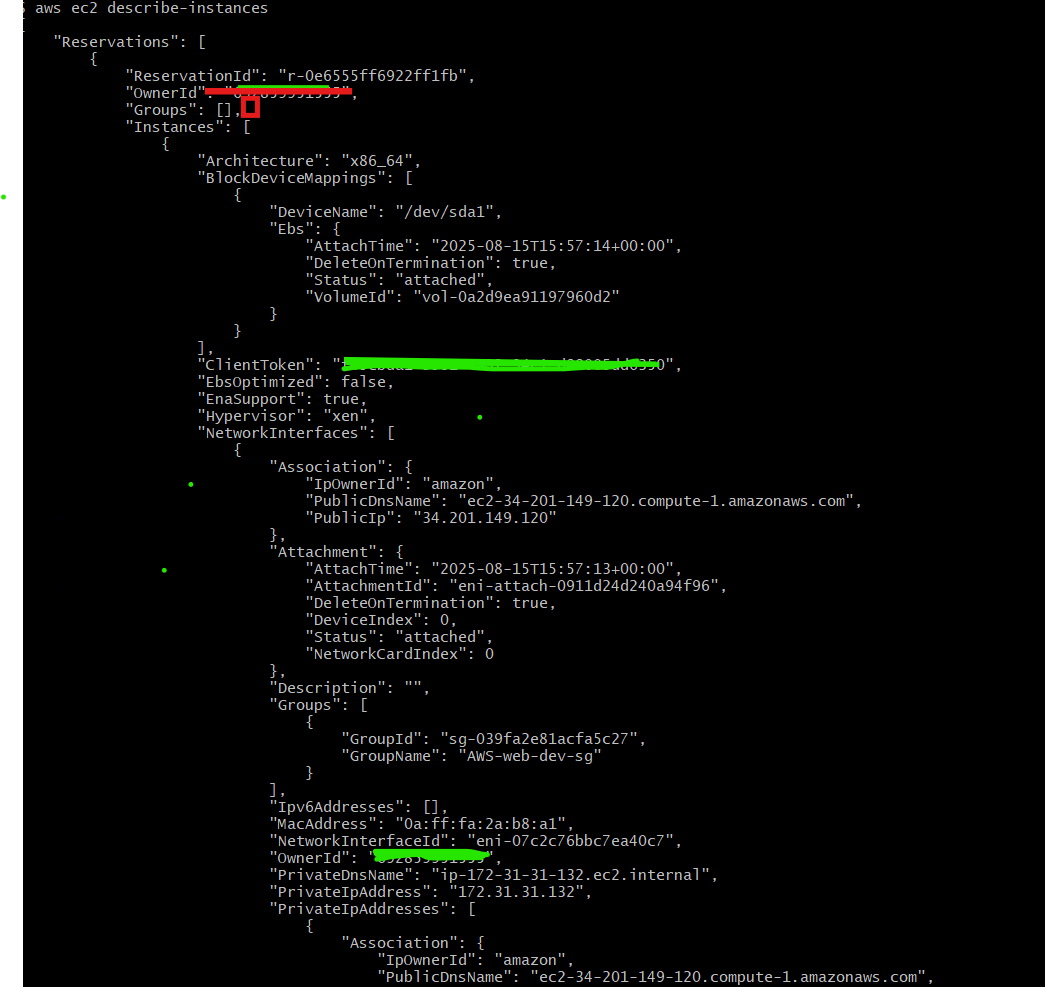 aws ec2 describe-instances
"Reservations": [
{
"ReservationId": "r-0e6555ff6922ff1fb",
"OwnerId":
"Groups": [],
"Instances": [
{
"Architecture": "x86_64",
"BlockDeviceMappings": [
{
"DeviceName": "/dev/sda1",
"Ebs": {
"AttachTime": "2025-08-15T15:57:14+00:00",
"DeleteOnTermination": true,
"Status": "attached",
"VolumeId": "vol-0a2d9ea91197960d2"
}
}
],
"ClientToken":
"EbsOptimized": false,
"EnaSupport": true,
"Hypervisor": "xen",
"NetworkInterfaces": [
{
"Association": {
"IpOwnerId": "amazon",
"PublicDnsName": "ec2-34-201-149-120.compute-1.amazonaws.com",
"PublicIp": "34.201.149.120"
},
"Attachment": {
"AttachTime": "2025-08-15T15:57:13+00:00",
"AttachmentId": "eni-attach-0911d24d240a94f96",
"DeleteOnTermination": true,
"DeviceIndex": 0,
"Status": "attached",
"NetworkCardIndex": 0
},
"Description": "",
"Groups": [
{
"GroupId": "sg-039fa2e81acfa5c27",
"GroupName": "AWS-web-dev-sg"
}
],
"Ipv6Addresses": [],
"MacAddress": "0a:ff:fa:2a:b8:a1",
"NetworkInterfaceId": "eni-07c2c76bbc7ea40c7",
"OwnerId":
"PrivateDnsName": "ip-172-31-31-132.ec2.internal",
"PrivateIpAddress": "172.31.31.132",
"PrivateIpAddresses": [
{
"Association": {
"IpOwnerId": "amazon",
"PublicDnsName": "ec2-34-201-149-120.compute-1.amazonaws.com",